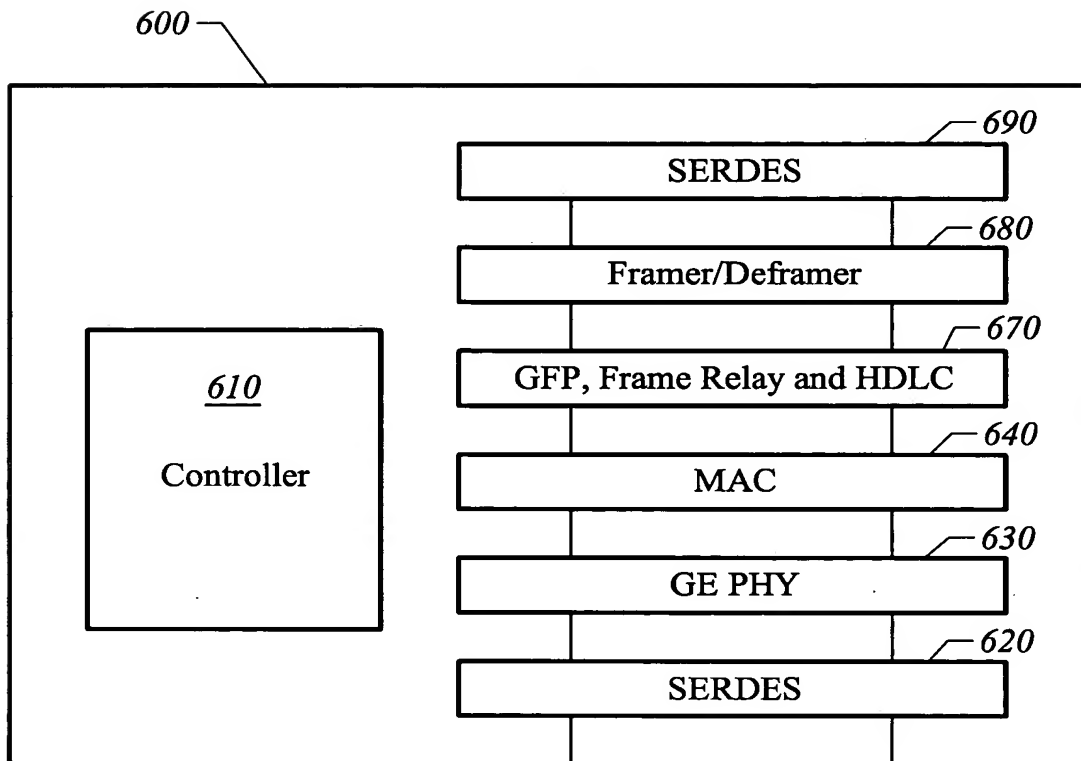 600
690
SERDES
680
Framer/Deframer
670
GFP, Frame Relay and HDLC
610
Controller
640
MAC
630
GE PHY
620
SERDES